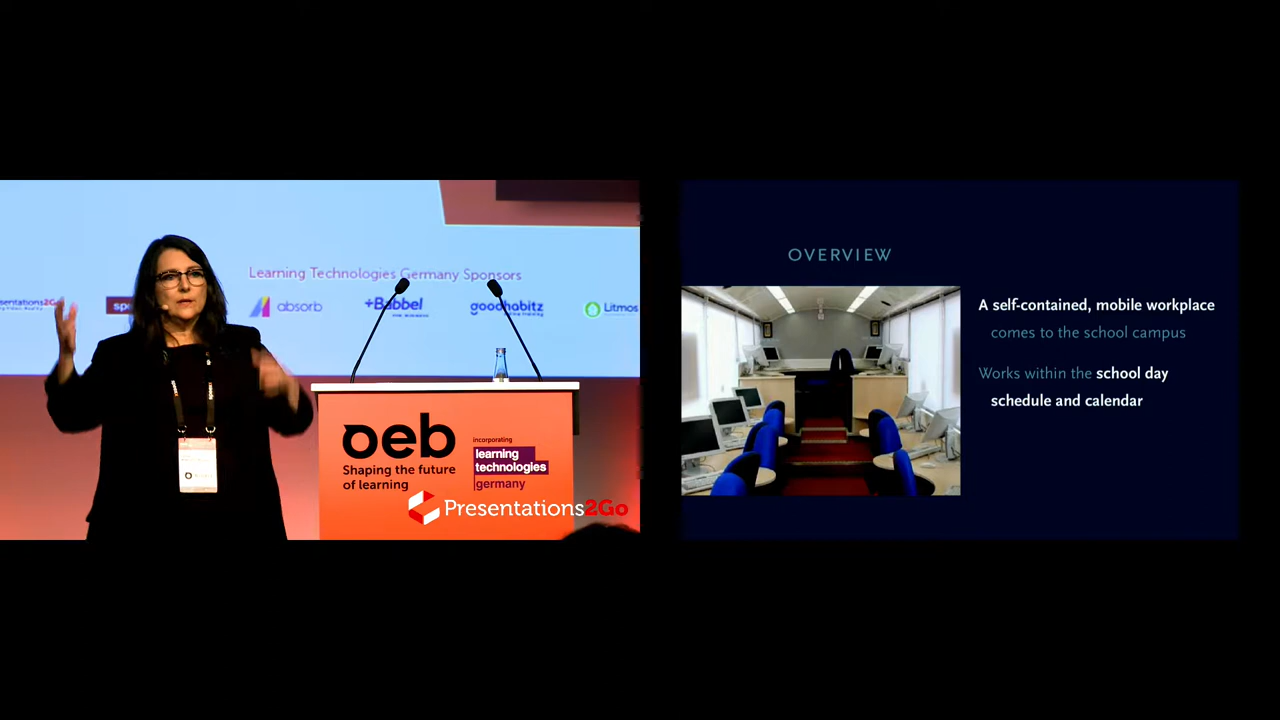 Learning Technologies Germany Sponsors
absorb
+Babbel
goodhabitz
Litmos
oeb
Shaping the future
of learning
incorporating
learning
technologies
germany
Presentations2Go
OVERVIEW
A self-contained, mobile workplace
comes to the school campus
Works within the school day
schedule and calendar